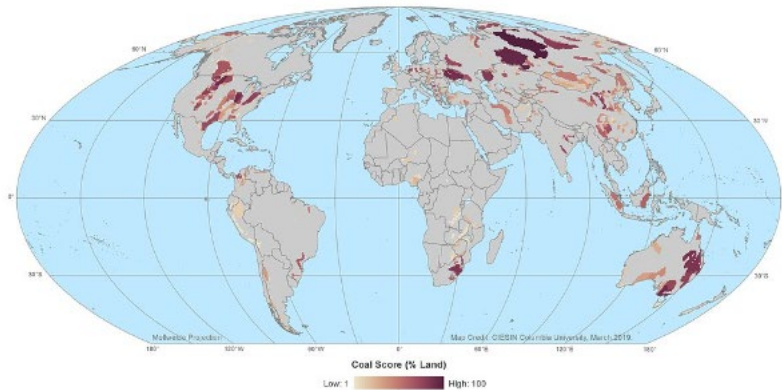 60°N
60°N
30°N
30°N
0°
0°
30°S
30°S
Mollweide Projection
Map Credit: CIESIN Columbia University, March 2019.
180°
120°W
60°W
0°
60°E
120°E
180°
Coal Score (% Land)
Low: 1 High: 100